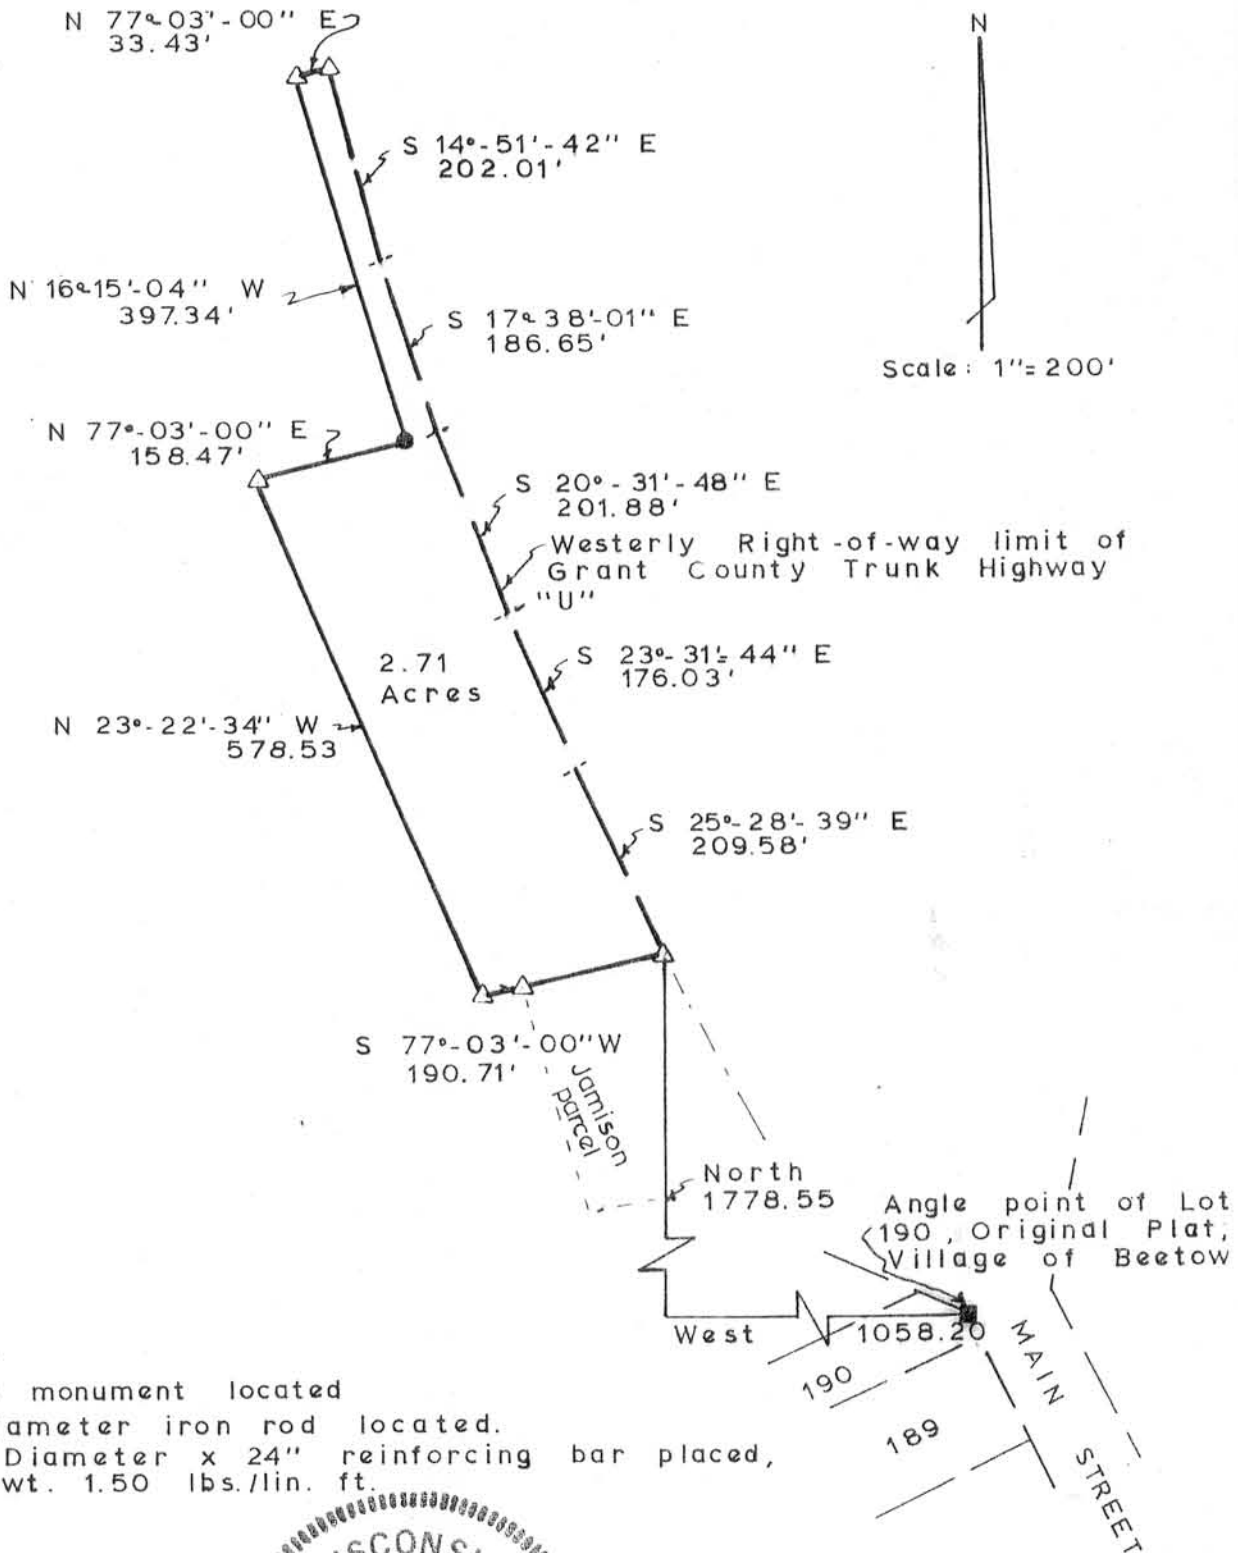 N 77°-03'-00" E
33.43'
N
S 14°-51'-42" E
202.01'
N 16°15'-04" W
397.34'
S 17°38'-01" E
186.65'
Scale: 1"=200'
N 77°-03'-00" E
158.47'
S 20°-31'-48" E
201.88'
Westerly Right-of-way limit of
Grant County Trunk Highway
"U"
2.71
Acres
S 23°-31'-44" E
176.03'
N 23°-22'-34" W
578.53
S 25°-28'-39" E
209.58'
S 77°-03'-00" W
190.71'
Jamison
parcel
North
1778.55
Angle point of Lot
190, Original Plat,
Village of Beetow
West
1058.20
MAIN
STREET
190
189
monument located
ameter iron rod located.
Diameter x 24" reinforcing bar placed,
wt. 1.50 lbs./lin. ft.
SCONS